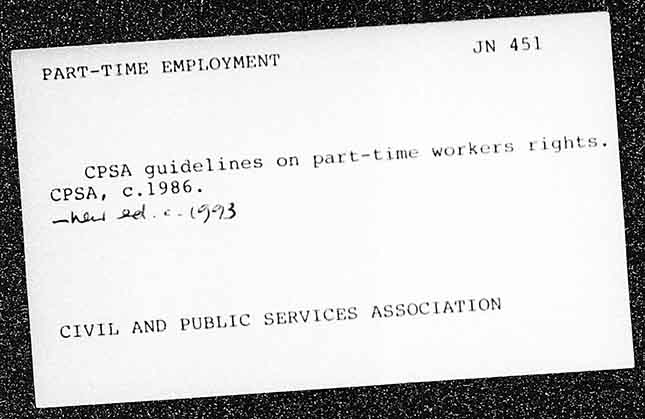 PART-TIME EMPLOYMENT
JN 451
CPSA guidelines on part-time workers rights.
CPSA, c.1986.
—new ed. c. 1993
CIVIL AND PUBLIC SERVICES ASSOCIATION